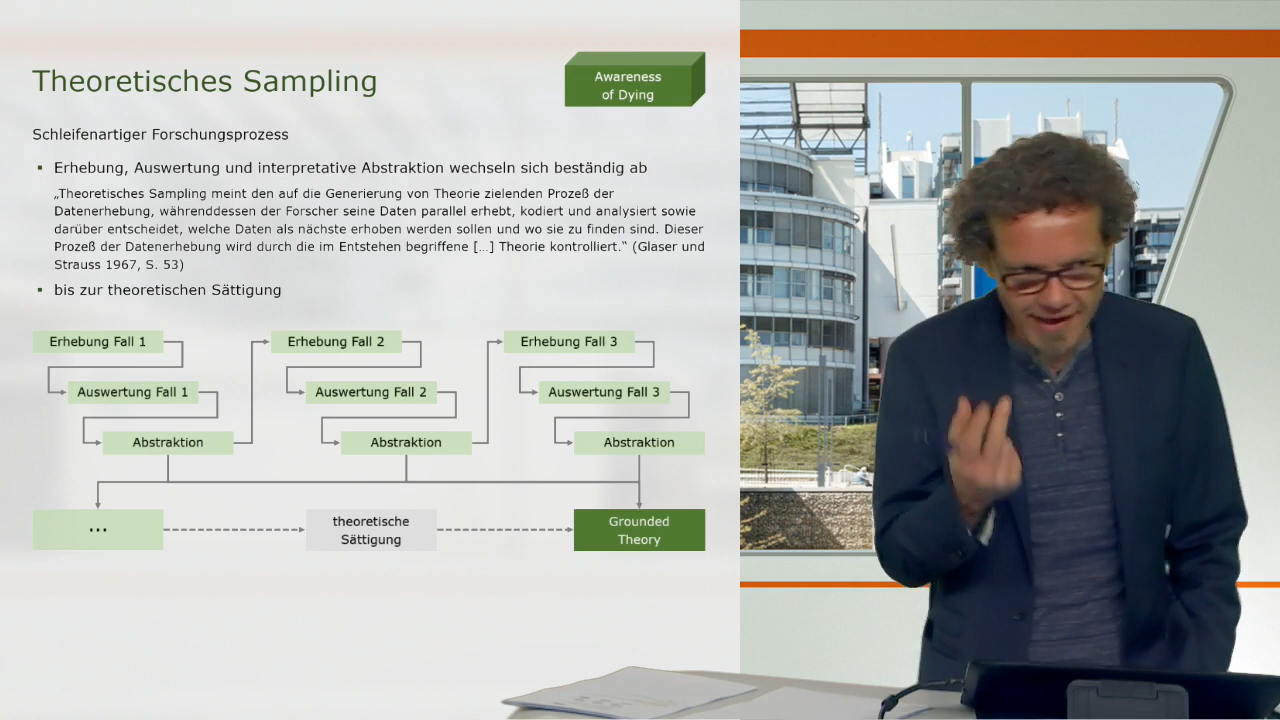 Theoretisches Sampling
Awareness
of Dying
Schleifenartiger Forschungsprozess
▪ Erhebung, Auswertung und interpretative Abstraktion wechseln sich beständig ab
„Theoretisches Sampling meint den auf die Generierung von Theorie zielenden Prozeß der
Datenerhebung, währenddessen der Forscher seine Daten parallel erhebt, kodiert und analysiert sowie
darüber entscheidet, welche Daten als nächste erhoben werden sollen und wo sie zu finden sind. Dieser
Prozeß der Datenerhebung wird durch die im Entstehen begriffene [...] Theorie kontrolliert.“ (Glaser und
Strauss 1967, S. 53)
▪ bis zur theoretischen Sättigung
Erhebung Fall 1
Erhebung Fall 2
Erhebung Fall 3
Auswertung Fall 1
Auswertung Fall 2
Auswertung Fall 3
Abstraktion
Abstraktion
Abstraktion
...
theoretische
Sättigung
Grounded
Theory